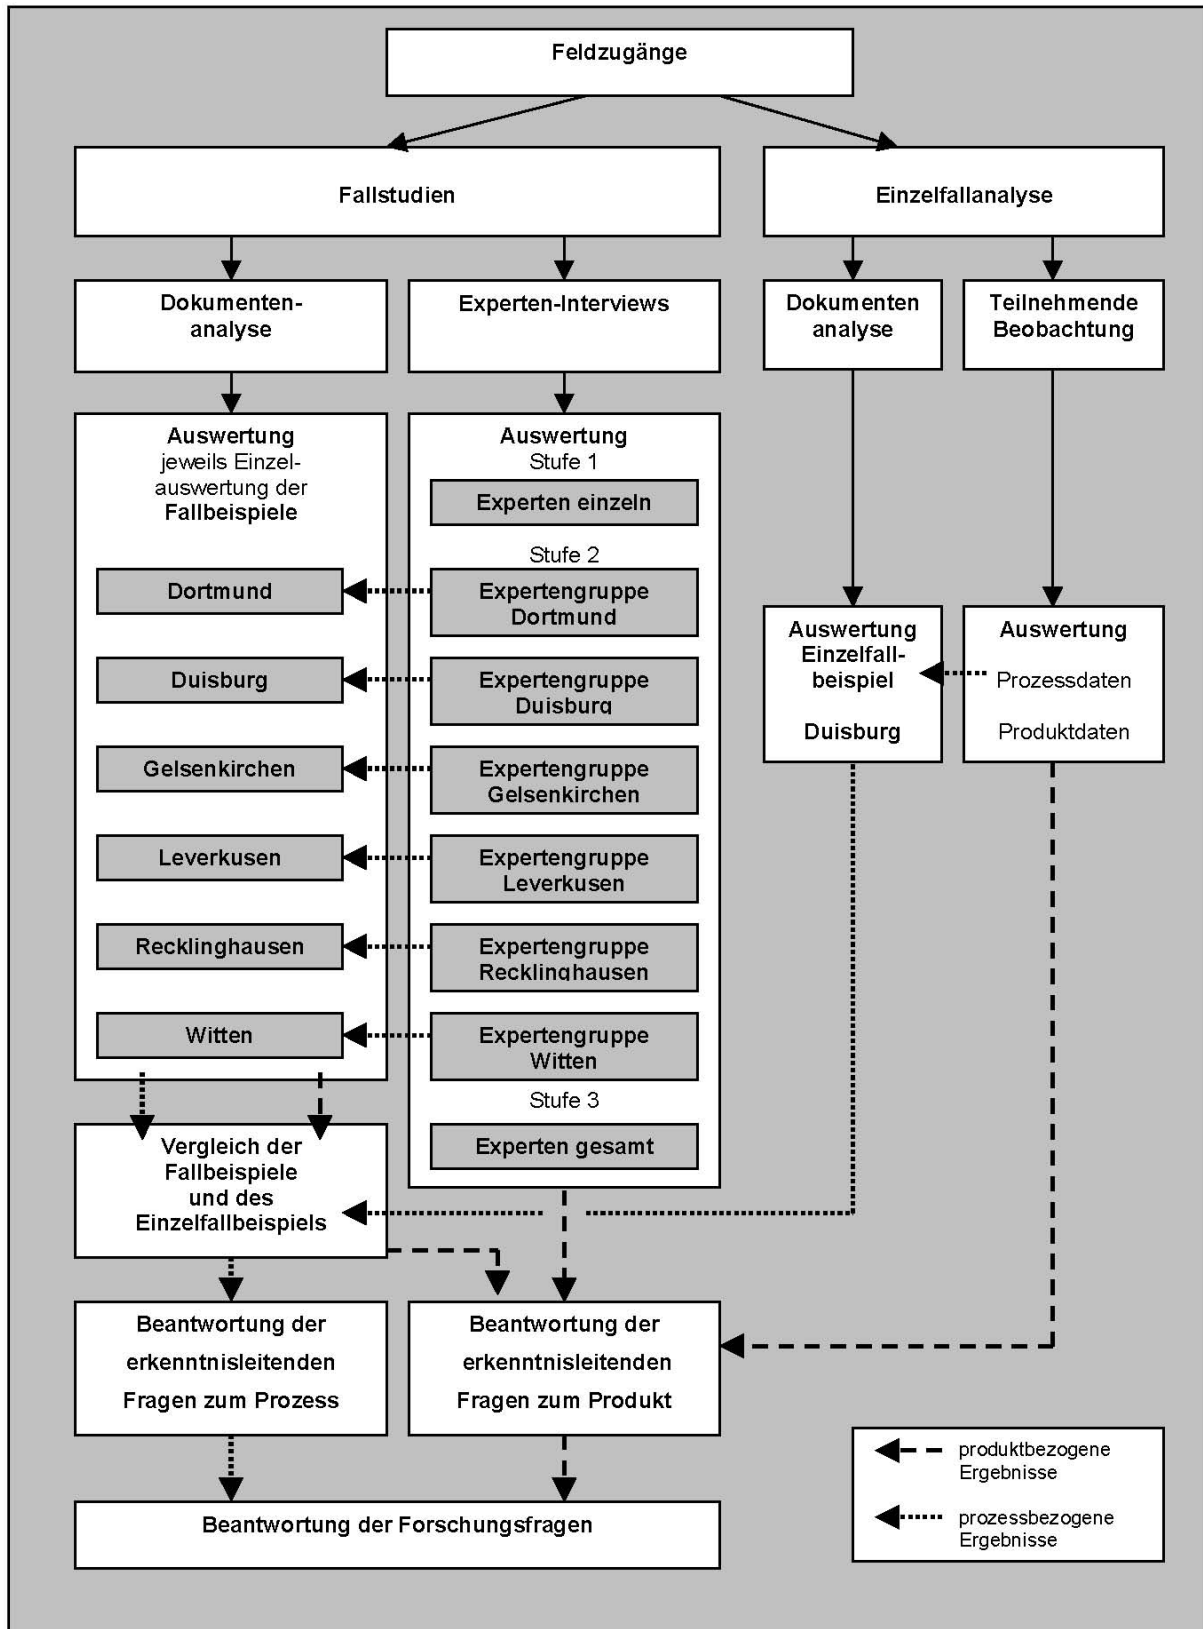 Feldzugänge
Fallstudien
Einzelfallanalyse
Dokumenten-
analyse
Experten-Interviews
Dokumenten
analyse
Teilnehmende
Beobachtung
Auswertung
jeweils Einzel-
auswertung der
Fallbeispiele
Dortmund
Duisburg
Gelsenkirchen
Leverkusen
Recklinghausen
Witten
Auswertung
Stufe 1
Experten einzeln
Stufe 2
Expertengruppe
Dortmund
Expertengruppe
Duisburg
Expertengruppe
Gelsenkirchen
Expertengruppe
Leverkusen
Expertengruppe
Recklinghausen
Expertengruppe
Witten
Stufe 3
Experten gesamt
Auswertung
Einzelfall-
beispiel
Duisburg
Auswertung
Prozessdaten
Produktdaten
Vergleich der
Fallbeispiele
und des
Einzelfallbeispiels
Beantwortung der
erkenntnisleitenden
Fragen zum Prozess
Beantwortung der
erkenntnisleitenden
Fragen zum Produkt
Beantwortung der Forschungsfragen
produktbezogene
Ergebnisse
prozessbezogene
Ergebnisse